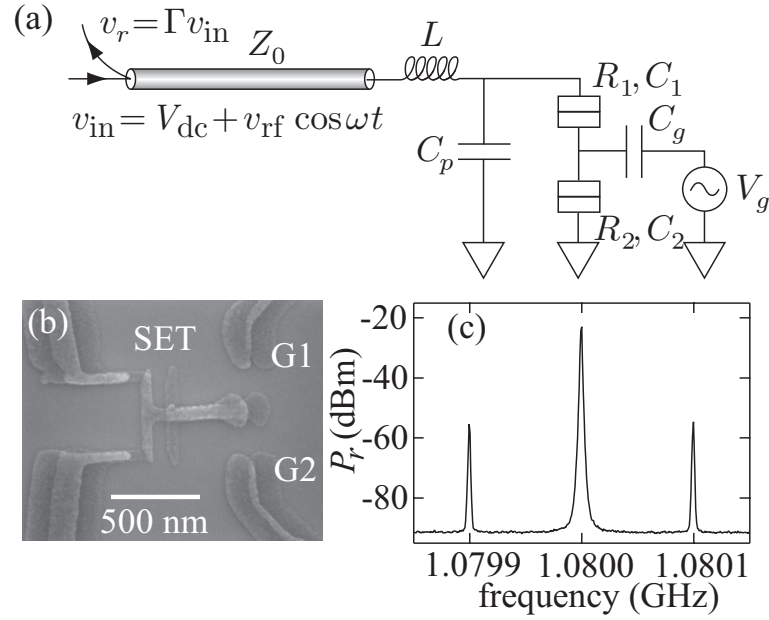 (a)
v_r = Γv_in
Z_0
L
R_1, C_1
v_in = V_dc + v_rf cos ωt
C_p
C_g
V_g
R_2, C_2
(b)
SET
G1
G2
500 nm
(c)
P_r (dBm)
-20
-40
-60
-80
1.0799 1.0800 1.0801
frequency (GHz)